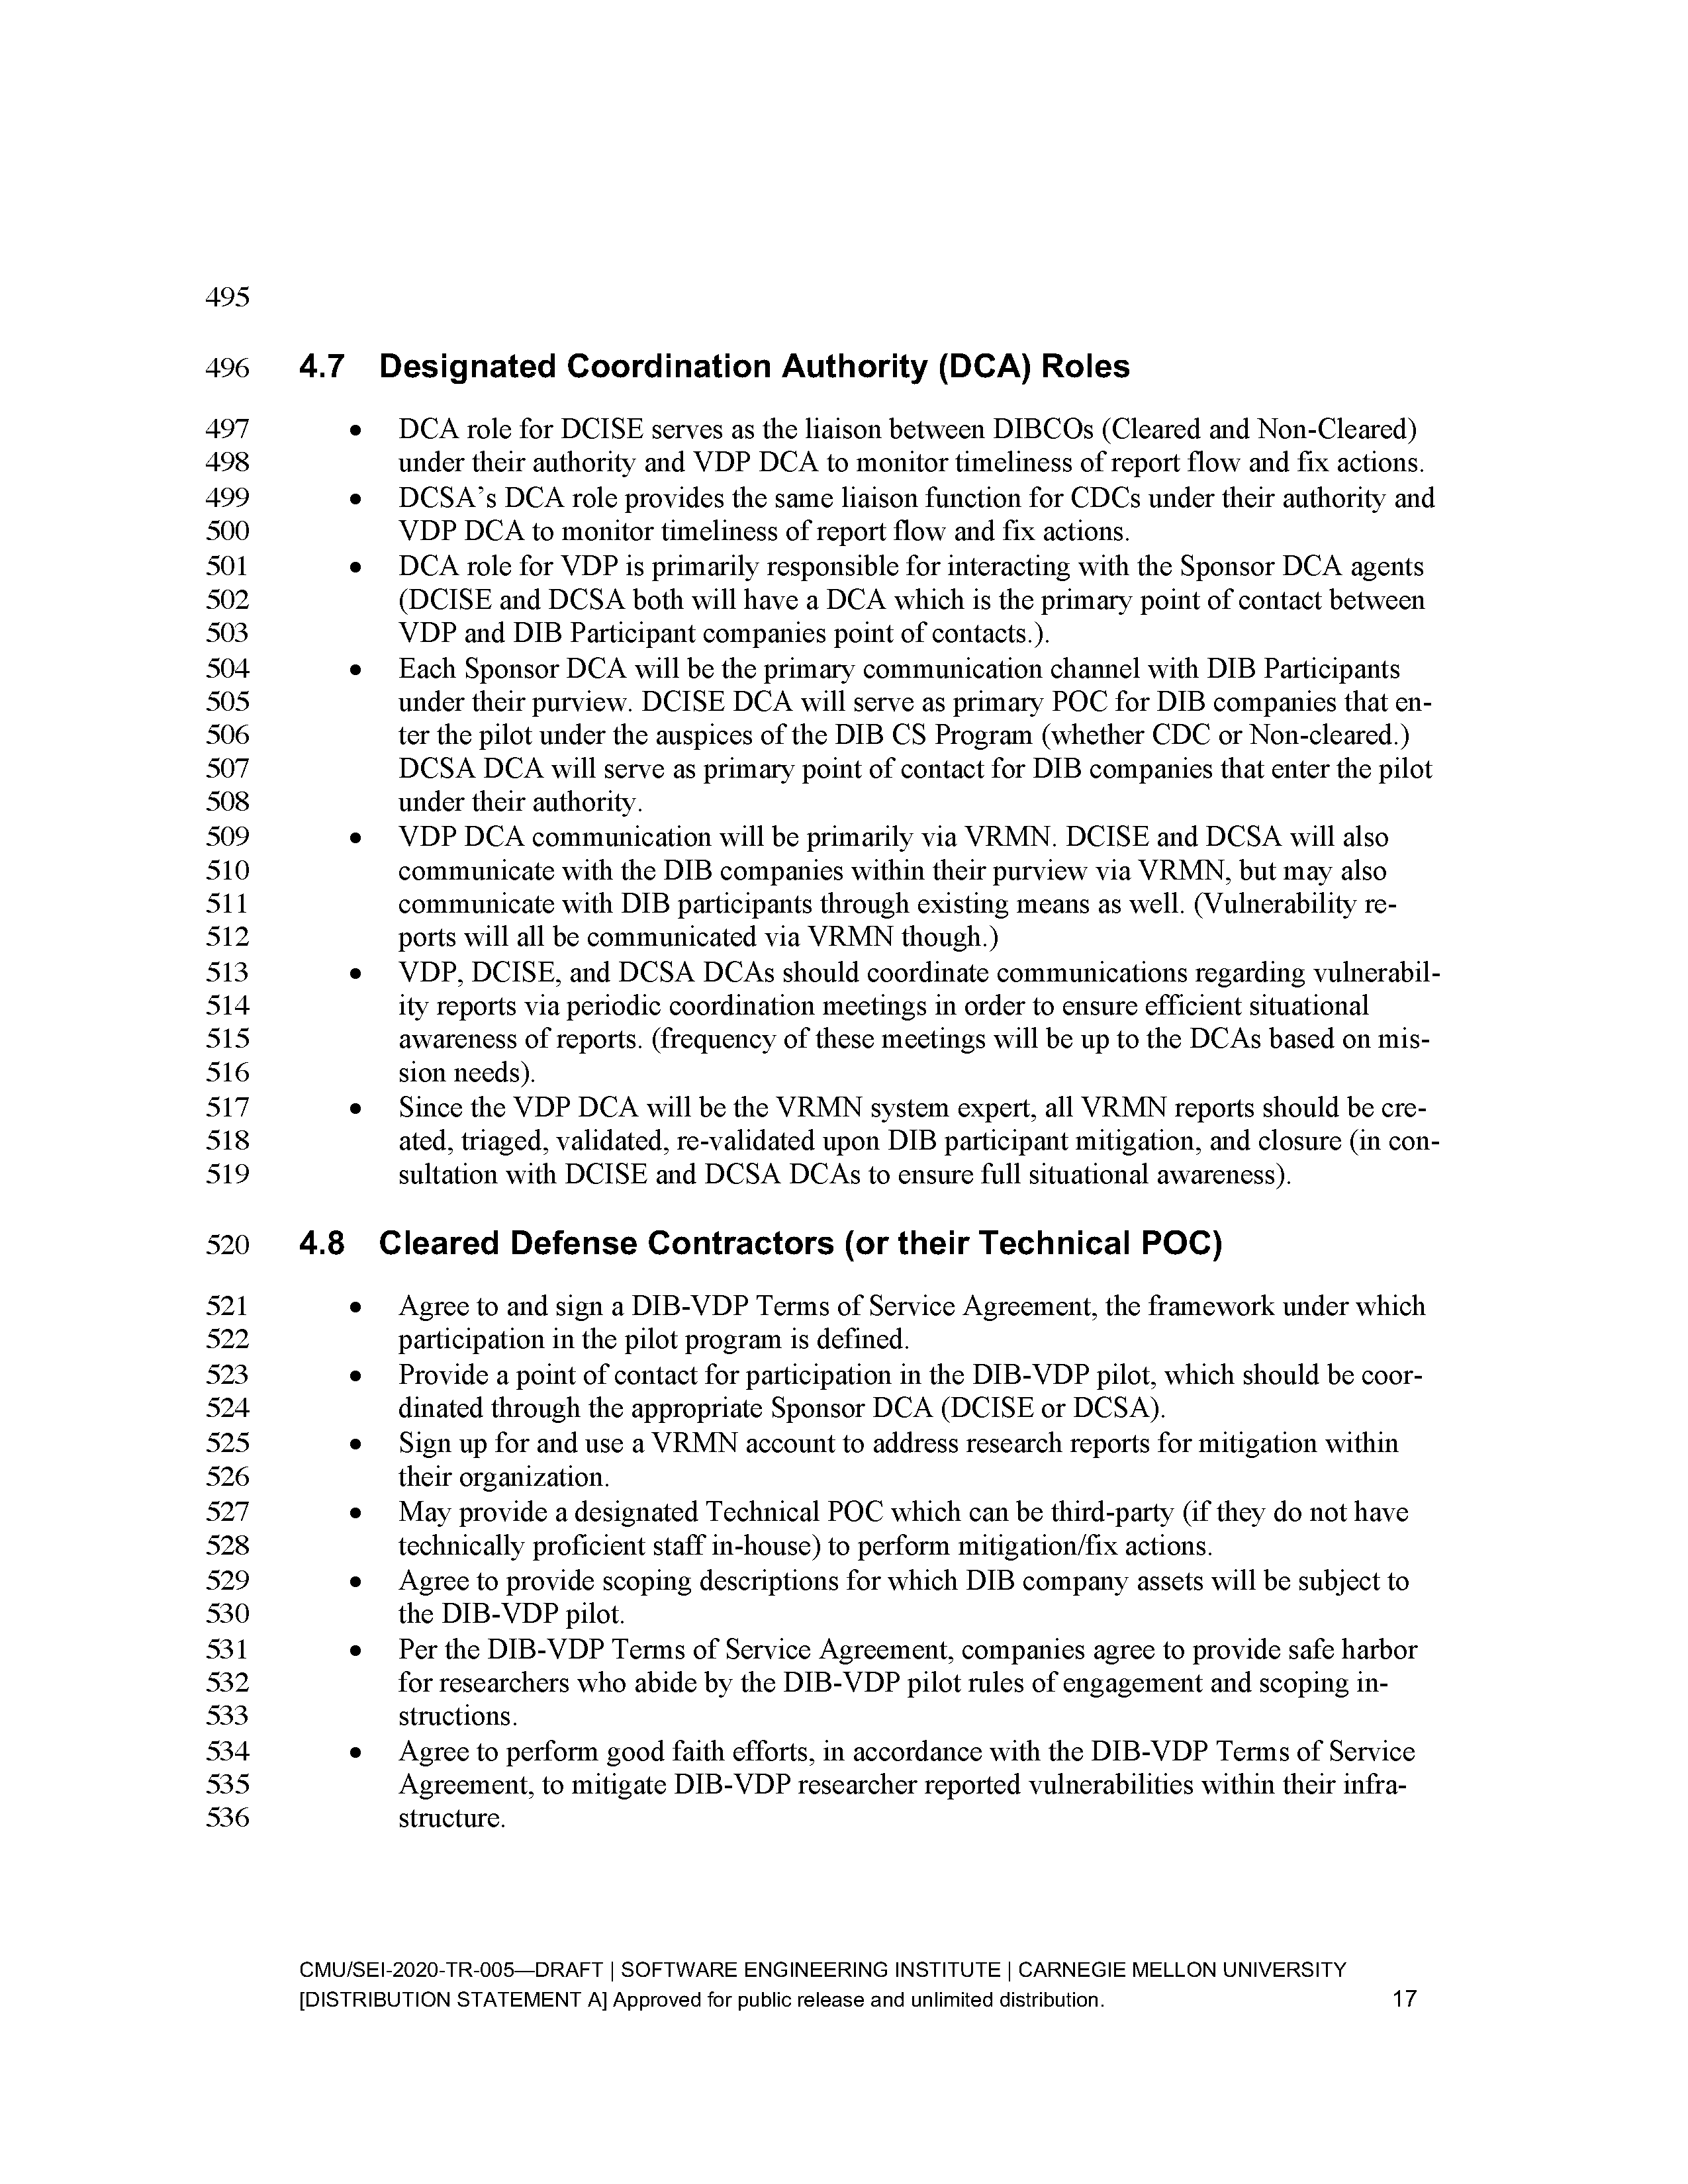 495
496 4.7 Designated Coordination Authority (DCA) Roles
497 • DCA role for DCISE serves as the liaison between DIBCOs (Cleared and Non-Cleared)
498 under their authority and VDP DCA to monitor timeliness of report flow and fix actions.
499 • DCSA’s DCA role provides the same liaison function for CDCs under their authority and
500 VDP DCA to monitor timeliness of report flow and fix actions.
501 • DCA role for VDP is primarily responsible for interacting with the Sponsor DCA agents
502 (DCISE and DCSA both will have a DCA which is the primary point of contact between
503 VDP and DIB Participant companies point of contacts.).
504 • Each Sponsor DCA will be the primary communication channel with DIB Participants
505 under their purview. DCISE DCA will serve as primary POC for DIB companies that en-
506 ter the pilot under the auspices of the DIB CS Program (whether CDC or Non-cleared.)
507 DCSA DCA will serve as primary point of contact for DIB companies that enter the pilot
508 under their authority.
509 • VDP DCA communication will be primarily via VRMN. DCISE and DCSA will also
510 communicate with the DIB companies within their purview via VRMN, but may also
511 communicate with DIB participants through existing means as well. (Vulnerability re-
512 ports will all be communicated via VRMN though.)
513 • VDP, DCISE, and DCSA DCAs should coordinate communications regarding vulnerabil-
514 ity reports via periodic coordination meetings in order to ensure efficient situational
515 awareness of reports. (frequency of these meetings will be up to the DCAs based on mis-
516 sion needs).
517 • Since the VDP DCA will be the VRMN system expert, all VRMN reports should be cre-
518 ated, triaged, validated, re-validated upon DIB participant mitigation, and closure (in con-
519 sultation with DCISE and DCSA DCAs to ensure full situational awareness).
520 4.8 Cleared Defense Contractors (or their Technical POC)
521 • Agree to and sign a DIB-VDP Terms of Service Agreement, the framework under which
522 participation in the pilot program is defined.
523 • Provide a point of contact for participation in the DIB-VDP pilot, which should be coor-
524 dinated through the appropriate Sponsor DCA (DCISE or DCSA).
525 • Sign up for and use a VRMN account to address research reports for mitigation within
526 their organization.
527 • May provide a designated Technical POC which can be third-party (if they do not have
528 technically proficient staff in-house) to perform mitigation/fix actions.
529 • Agree to provide scoping descriptions for which DIB company assets will be subject to
530 the DIB-VDP pilot.
531 • Per the DIB-VDP Terms of Service Agreement, companies agree to provide safe harbor
532 for researchers who abide by the DIB-VDP pilot rules of engagement and scoping in-
533 structions.
534 • Agree to perform good faith efforts, in accordance with the DIB-VDP Terms of Service
535 Agreement, to mitigate DIB-VDP researcher reported vulnerabilities within their infra-
536 structure.
CMU/SEI-2020-TR-005—DRAFT | SOFTWARE ENGINEERING INSTITUTE | CARNEGIE MELLON UNIVERSITY
[DISTRIBUTION STATEMENT A] Approved for public release and unlimited distribution. 17